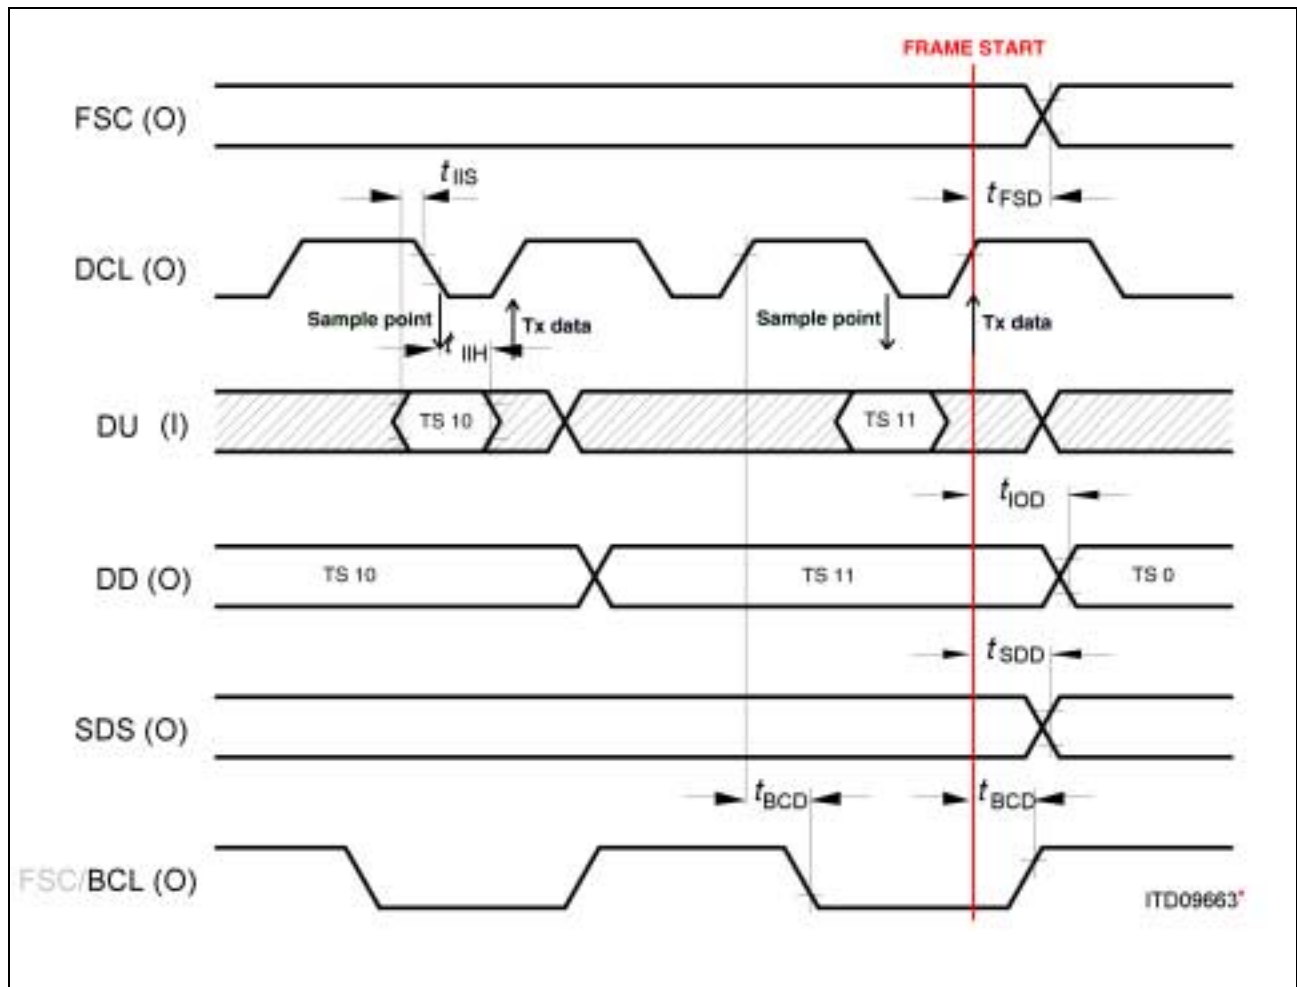 FRAME START
FSC (O)
tIIS
tFSD
DCL (O)
Sample point
Tx data
Sample point
Tx data
tIIH
DU (I)
TS 10
TS 11
tIOD
DD (O)
TS 10
TS 11
TS 0
tSDD
SDS (O)
tBCD
tBCD
FSC/BCL (O)
ITD09663*